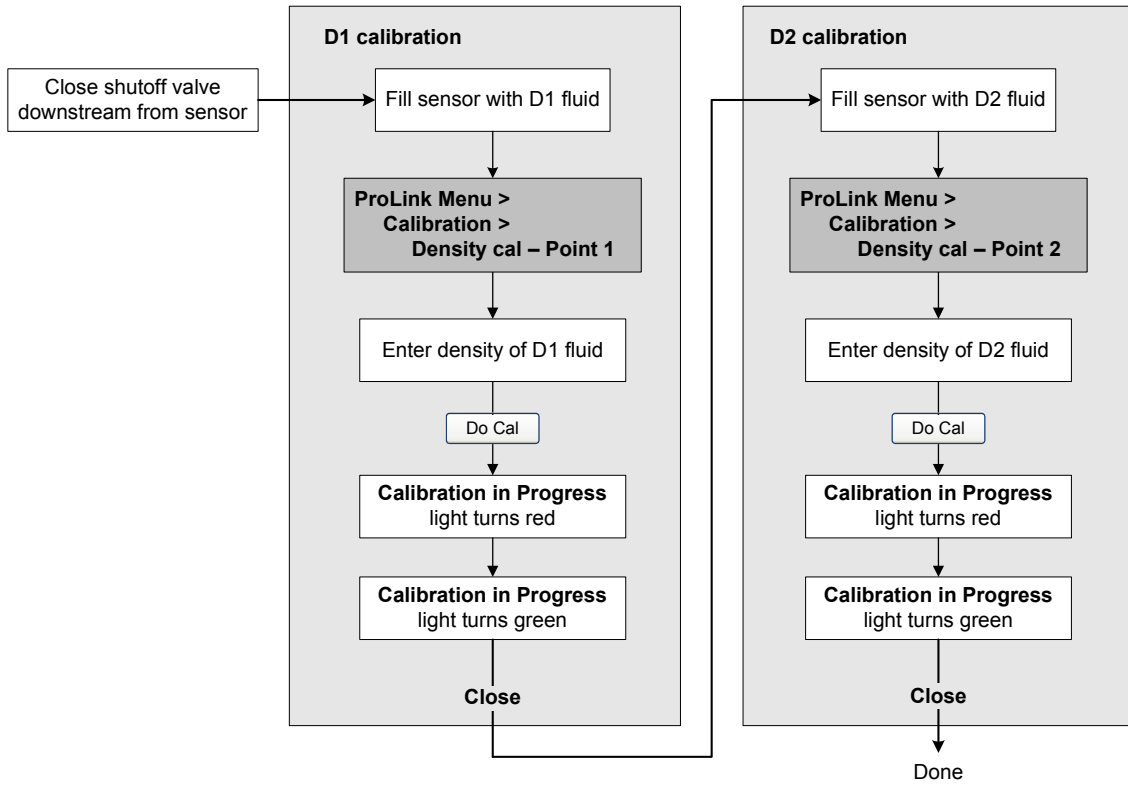 Close shutoff valve
downstream from sensor
D1 calibration
Fill sensor with D1 fluid
ProLink Menu >
Calibration >
Density cal – Point 1
Enter density of D1 fluid
Do Cal
Calibration in Progress
light turns red
Calibration in Progress
light turns green
Close
D2 calibration
Fill sensor with D2 fluid
ProLink Menu >
Calibration >
Density cal – Point 2
Enter density of D2 fluid
Do Cal
Calibration in Progress
light turns red
Calibration in Progress
light turns green
Close
Done